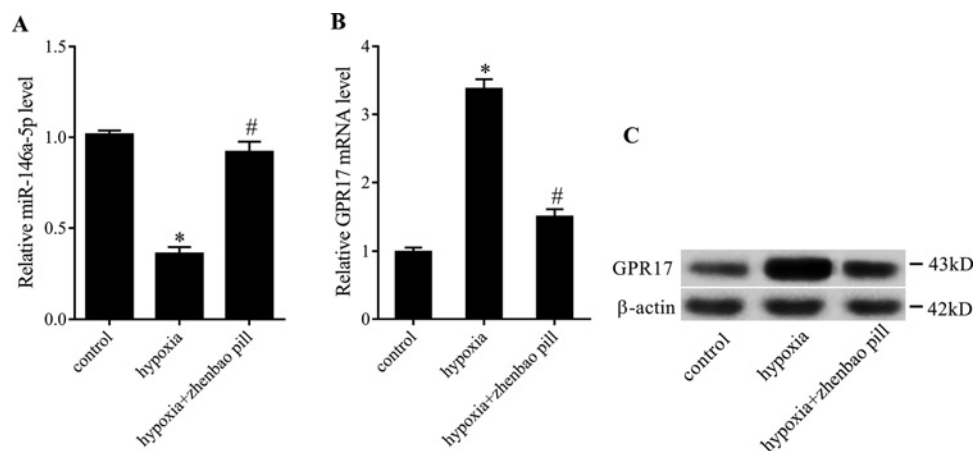 A
Relative miR-146a-5p level
1.5
1.0
0.5
0.0
*
#
control
hypoxia
hypoxia+zhenbao pill
B
Relative GPR17 mRNA level
4
3
2
1
0
*
#
control
hypoxia
hypoxia+zhenbao pill
C
GPR17
43kD
β-actin
42kD
control
hypoxia
hypoxia+zhenbao pill